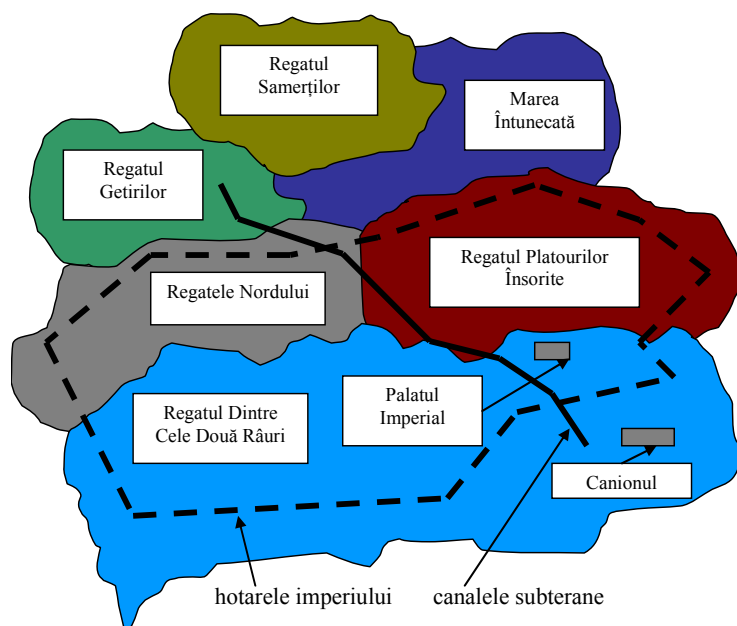 Regatul
Samerților
Marea
Întunecată
Regatul
Getirilor
Regatul Platourilor
Însorite
Regatele Nordului
Palatul
Imperial
Regatul Dintre
Cele Două Râuri
Canionul
hotarele imperiului
canalele subterane